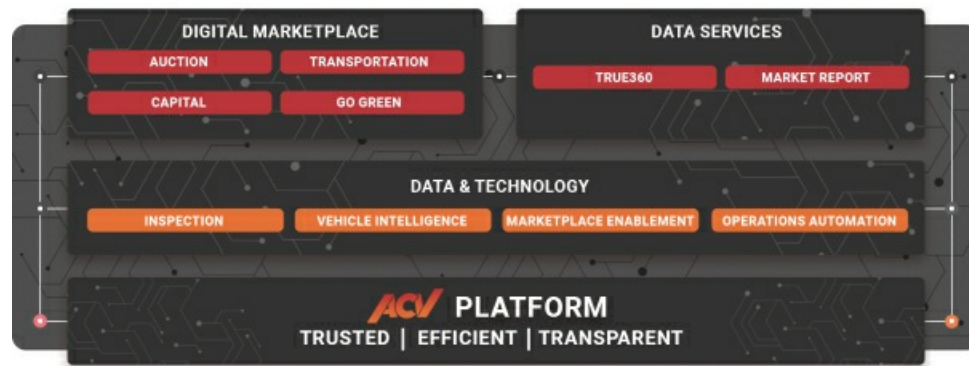 DIGITAL MARKETPLACE
AUCTION
TRANSPORTATION
CAPITAL
GO GREEN
DATA SERVICES
TRUE360
MARKET REPORT
DATA & TECHNOLOGY
INSPECTION
VEHICLE INTELLIGENCE
MARKETPLACE ENABLEMENT
OPERATIONS AUTOMATION
ACV PLATFORM
TRUSTED | EFFICIENT | TRANSPARENT